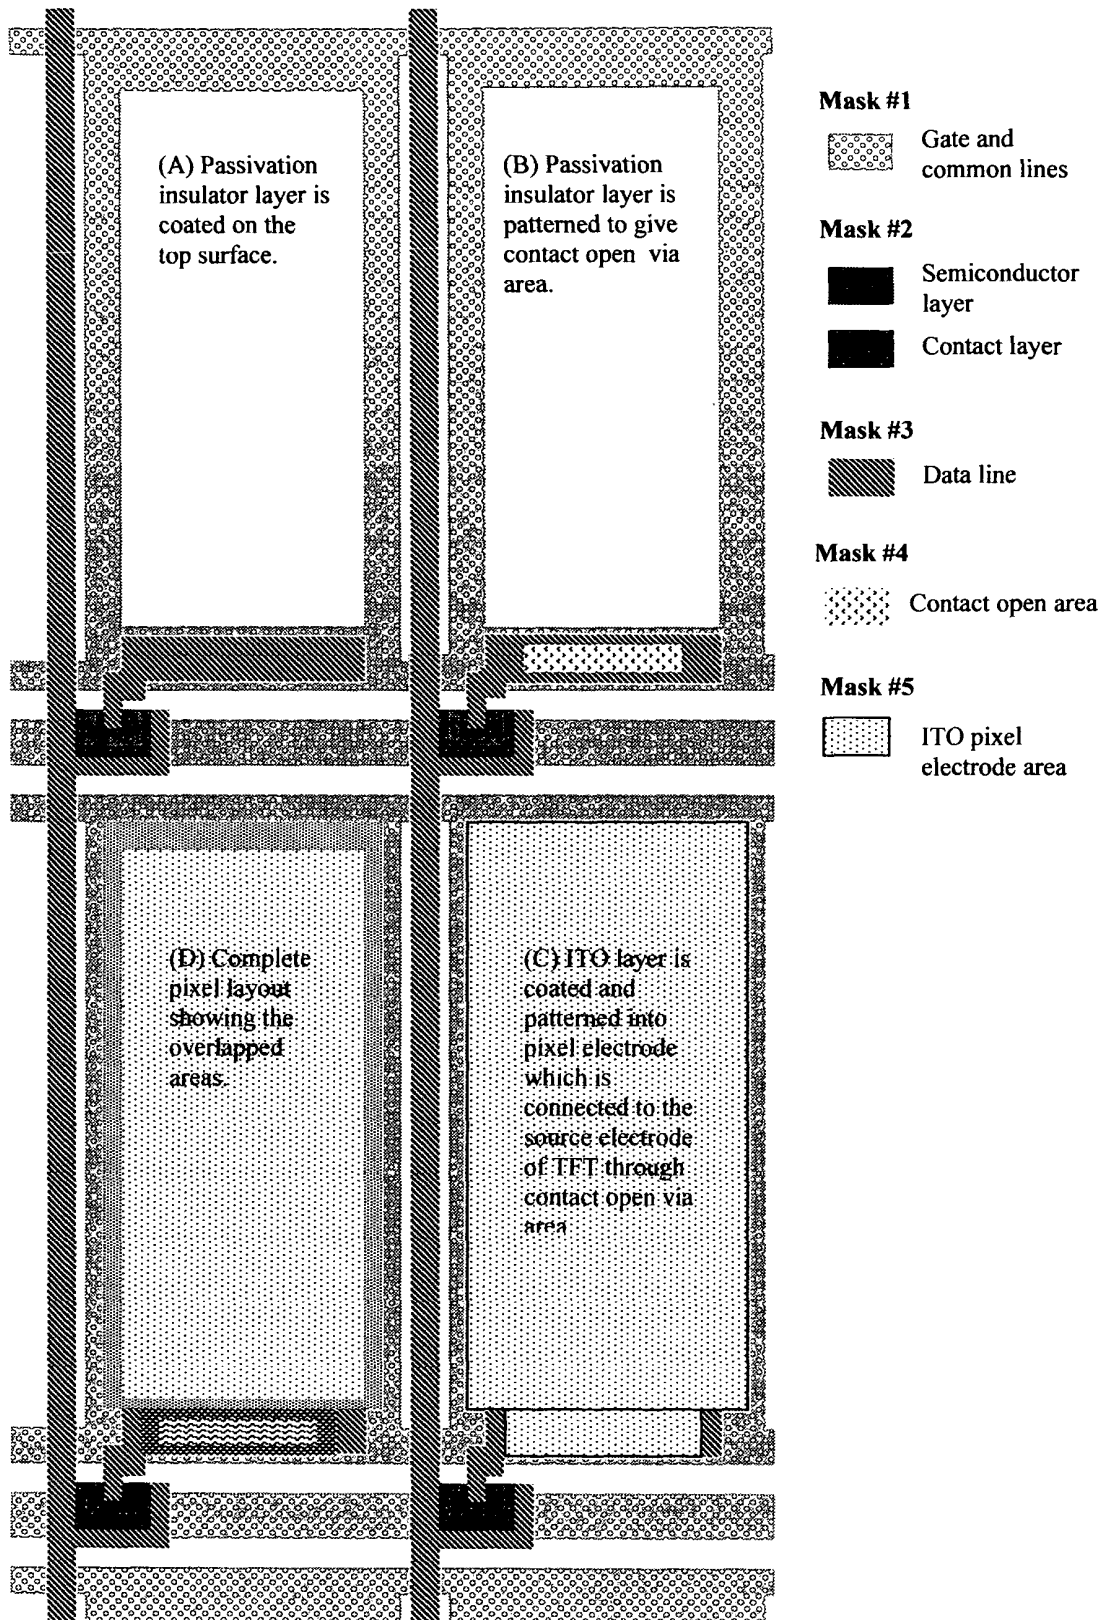 (A) Passivation
insulator layer is
coated on the
top surface.
(B) Passivation
insulator layer is
patterned to give
contact open via
area.
(D) Complete
pixel layout
showing the
overlapped
areas.
(C) ITO layer is
coated and
patterned into
pixel electrode
which is
connected to the
source electrode
of TFT through
contact open via
area
Mask #1
Gate and
common lines
Mask #2
Semiconductor
layer
Contact layer
Mask #3
Data line
Mask #4
Contact open area
Mask #5
ITO pixel
electrode area